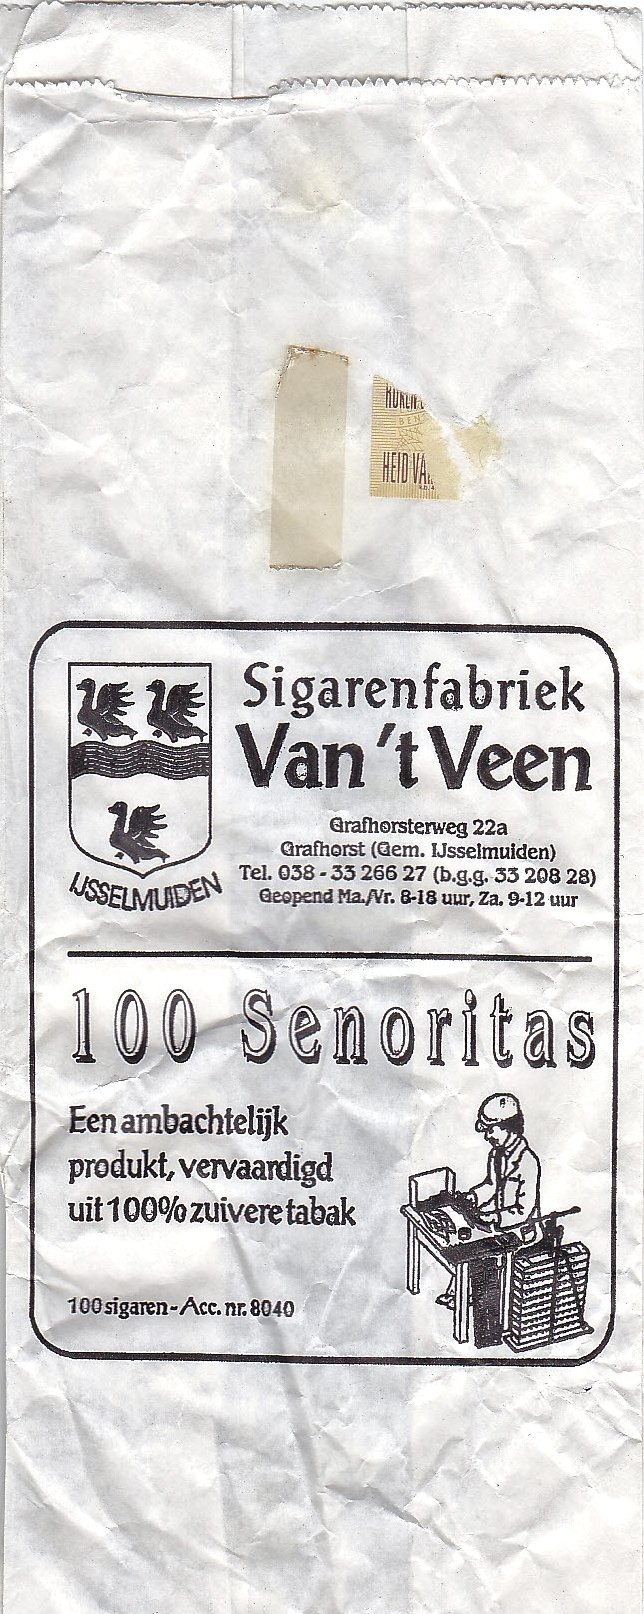 BEN
HEID VA
Sigarenfabriek
Van 't Veen
Grafhorsterweg 22a
Grafhorst (Gem. IJsselmuiden)
Tel. 038 - 33 266 27 (b.g.g. 33 208 28)
Geopend Ma./Vr. 8-18 uur, Za. 9-12 uur
IJSSELMUIDEN
100 Senoritas
Een ambachtelijk
produkt, vervaardigd
uit 100% zuivere tabak
100 sigaren - Acc. nr. 8040